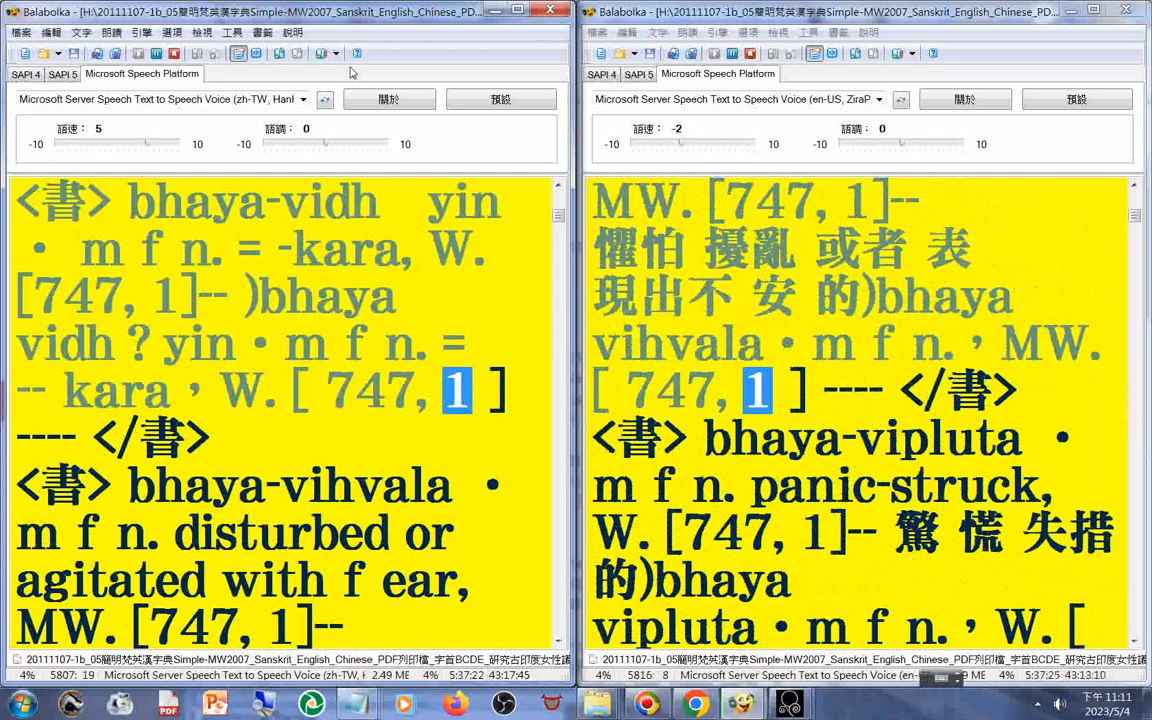 Balabolka - [H:\20111107-1b_05簡明梵英漢字典Simple-MW2007_Sanskrit_English_Chinese_PD...
檔案 編輯 文字 朗讀 引擎 選項 檢視 工具 書籤 說明
SAPI 4 SAPI 5 Microsoft Speech Platform
Microsoft Server Speech Text to Speech Voice (zh-TW, Hanl
關於 預設
語速： 5 語調： 0
-10 10 -10 10
<書> bhaya-vidh yin
• m f n. = -kara, W.
[747, 1]-- )bhaya
vidh ? yin • m f n. =
-- kara，W. [ 747, 1 ]
---- </書>
<書> bhaya-vihvala •
m f n. disturbed or
agitated with f ear,
MW. [747, 1]--
20111107-1b_05簡明梵英漢字典Simple-MW2007_Sanskrit_English_Chinese_PDF列印檔_字首BCDE_研究古印度女性議
4% 5807: 19 Microsoft Server Speech Text to Speech Voice (zh-TW, H 2.49 ME 4% 5:37:22 43:17:45
Balabolka - [H:\20111107-1b_05簡明梵英漢字典Simple-MW2007_Sanskrit_English_Chinese_PD...
檔案 編輯 文字 朗讀 引擎 選項 檢視 工具 書籤 說明
SAPI 4 SAPI 5 Microsoft Speech Platform
Microsoft Server Speech Text to Speech Voice (en-US, ZiraP
關於 預設
語速： -2 語調： 0
-10 10 -10 10
MW. [747, 1]--
懼怕 擾亂 或者 表
現出不 安 的)bhaya
vihvala • m f n.，MW.
[ 747, 1 ] ---- </書>
<書> bhaya-vipluta •
m f n. panic-struck,
W. [747, 1]-- 驚 慌 失措
的)bhaya
vipluta • m f n.，W. [
20111107-1b_05簡明梵英漢字典Simple-MW2007_Sanskrit_English_Chinese_PDF列印檔_字首BCDE_研究古印度女性議
4% 5816: 8 Microsoft Server Speech Text to Speech Voice (en-U ME 4% 5:37:25 43:13:10
下午 11:11
2023/5/4